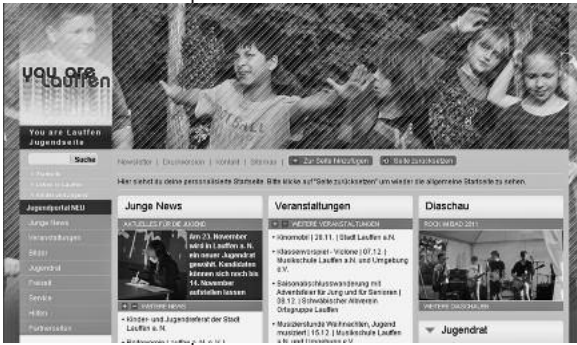 you are
Lauffen
You are Lauffen
Jugendseite
Suche
Newsletter | Druckversion | Kontakt | Sitemap | Zur Seite hinzufügen Seite zurücksetzen
Hier siehst du deine personalisierte Startseite. Bitte klicke auf "Seite zurücksetzen" um wieder die allgemeine Startseite zu sehen.
Jugendportal NEU
Junge News
Veranstaltungen
Bilder
Jugendrat
Freizeit
Service
Hilfen
Partnerseiten
Junge News
AKTUELLES FÜR DIE JUGEND
Am 23. November
wird in Lauffen a. N.
ein neuer Jugendrat
gewählt. Kandidaten
können sich noch bis
14. November
aufstellen lassen
WEITERE NEWS
• Kinder- und Jugendreferat der Stadt
Lauffen a. N.
Veranstaltungen
WEITERE VERANSTALTUNGEN
• Kinomobil | 28.11. | Stadt Lauffen a.N.
• Klassenvorspiel - Violine | 07.12. |
Musikschule Lauffen a.N. und Umgebung
e.V.
• Saisonabschlusswanderung mit
Adventsfeier für Jung und für Senioren |
08.12. | Schwäbischer Albverein
Ortsgruppe Lauffen
• Musizierstunde Weihnachten, Jugend
musiziert | 15.12. | Musikschule Lauffen
a.N. und Umgebung e.V.
Diaschau
ROCK IM BAD 2011
WEITERE DIASCHAUEN
Jugendrat